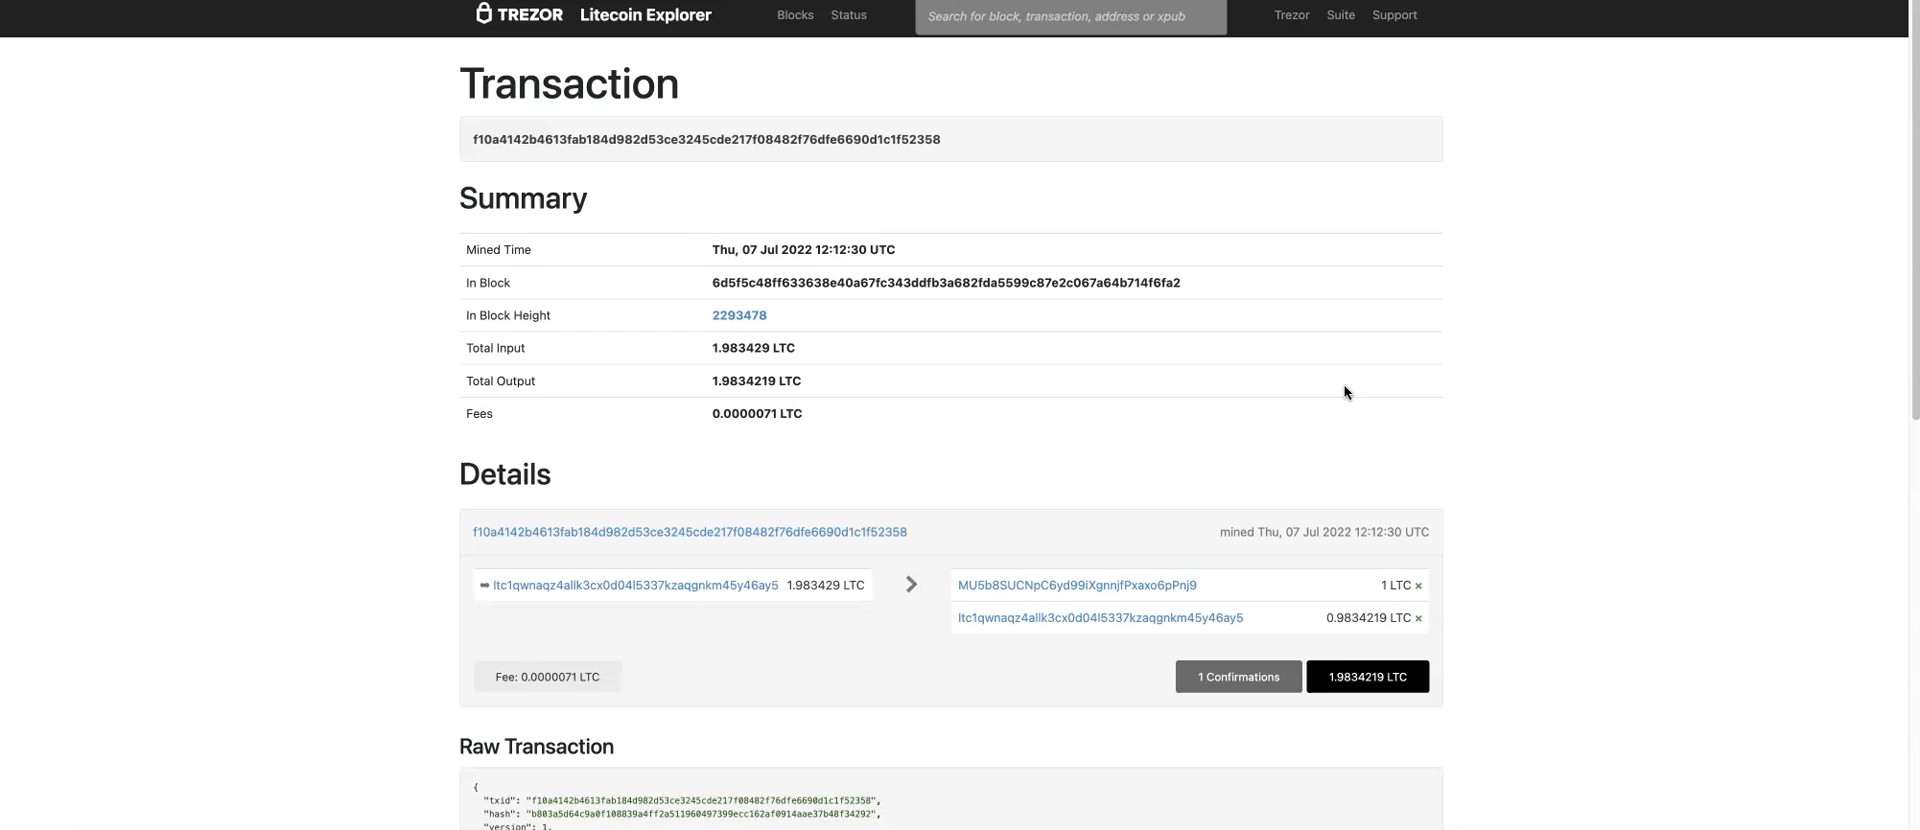 TREZOR Litecoin Explorer Blocks Status Search for block, transaction, address or xpub Trezor Suite Support
Transaction
f10a4142b4613fab184d982d53ce3245cde217f08482f76dfe6690d1c1f52358
Summary
Mined Time Thu, 07 Jul 2022 12:12:30 UTC
In Block 6d5f5c48ff633638e40a67fc343ddfb3a682fda5599c87e2c067a64b714f6fa2
In Block Height 2293478
Total Input 1.983429 LTC
Total Output 1.9834219 LTC
Fees 0.0000071 LTC
Details
f10a4142b4613fab184d982d53ce3245cde217f08482f76dfe6690d1c1f52358 mined Thu, 07 Jul 2022 12:12:30 UTC
ltc1qwnaqz4allk3cx0d04l5337kzaqgnkm45y46ay5 1.983429 LTC MU5b8SUCNpC6yd99iXgnnjfPxaxo6pPnj9 1 LTC ×
ltc1qwnaqz4allk3cx0d04l5337kzaqgnkm45y46ay5 0.9834219 LTC ×
Fee: 0.0000071 LTC 1 Confirmations 1.9834219 LTC
Raw Transaction
{
"txid": "f10a4142b4613fab184d982d53ce3245cde217f08482f76dfe6690d1c1f52358",
"hash": "b803a5d64c9a0f108839a4ff2a511960497399ecc162af0914aae37b48f34292",
"version": 1,